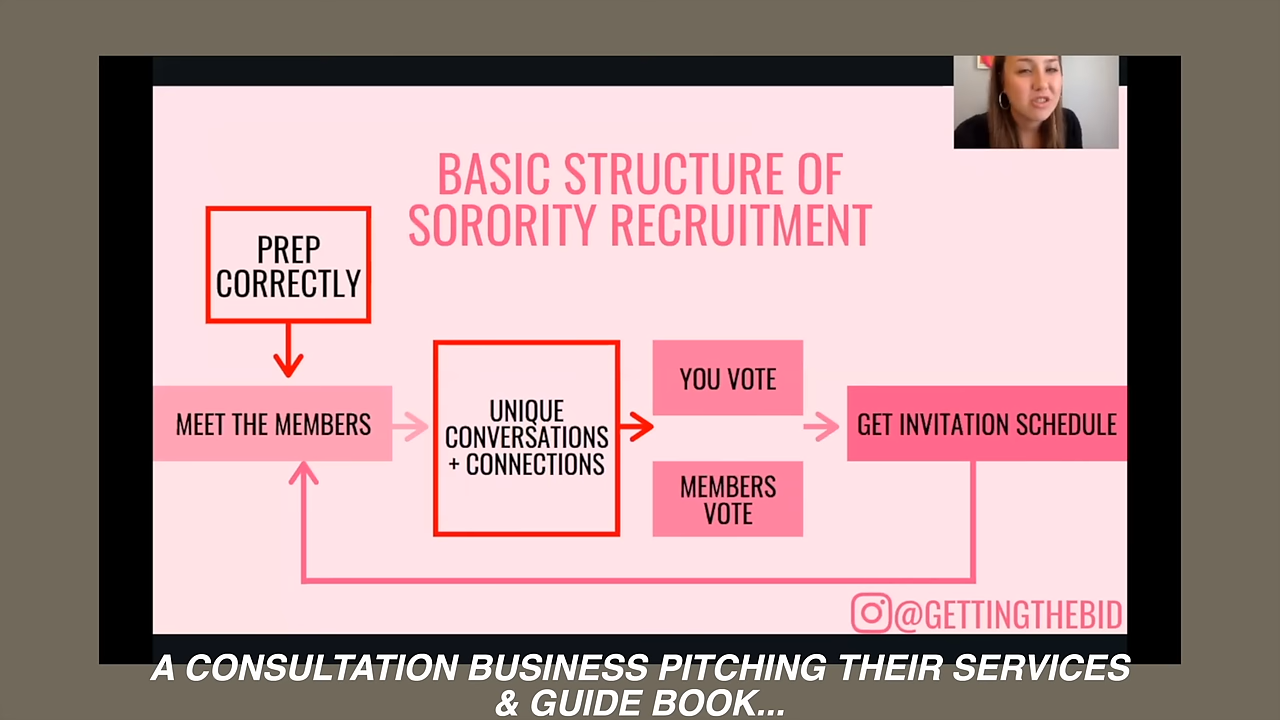 BASIC STRUCTURE OF
SORORITY RECRUITMENT
PREP
CORRECTLY
MEET THE MEMBERS
UNIQUE
CONVERSATIONS
+ CONNECTIONS
YOU VOTE
MEMBERS
VOTE
GET INVITATION SCHEDULE
@GETTINGTHEBID
A CONSULTATION BUSINESS PITCHING THEIR SERVICES
& GUIDE BOOK...